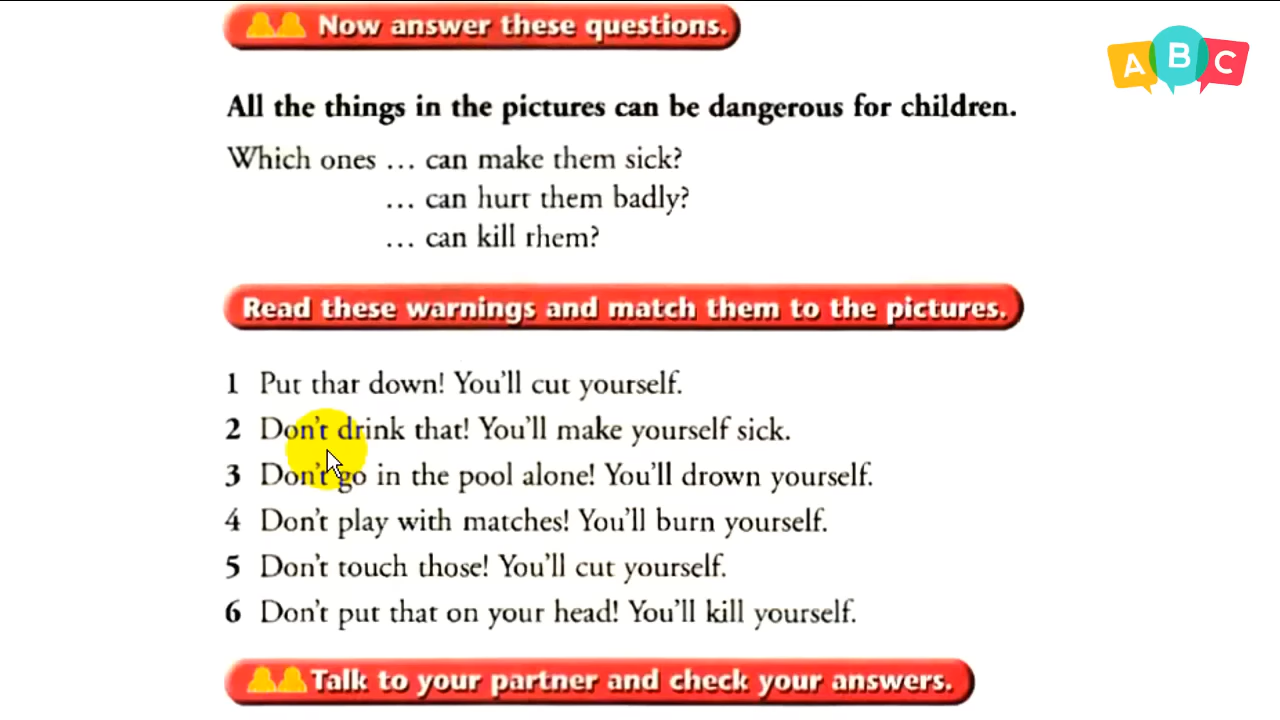 Now answer these questions.
A B C
All the things in the pictures can be dangerous for children.
Which ones … can make them sick?
… can hurt them badly?
… can kill them?
Read these warnings and match them to the pictures.
1 Put that down! You'll cut yourself.
2 Don't drink that! You'll make yourself sick.
3 Don't go in the pool alone! You'll drown yourself.
4 Don't play with matches! You'll burn yourself.
5 Don't touch those! You'll cut yourself.
6 Don't put that on your head! You'll kill yourself.
Talk to your partner and check your answers.